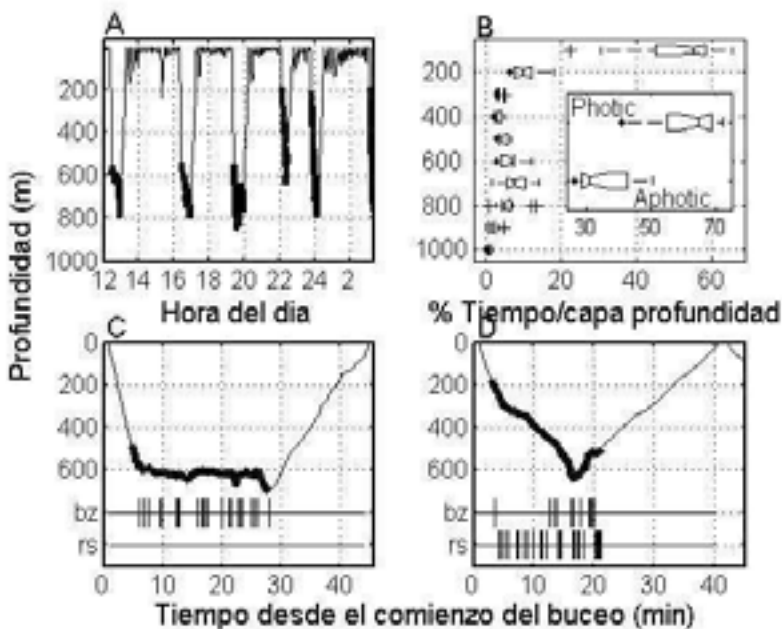 A
B
Profundidad (m)
200
400
600
800
1000
12 14 16 18 20 22 24 2
Hora del dia
200
400
600
800
1000
0 20 40 60
% Tiempo/capa profundidad
Photic
Aphotic
30 50 70
C
D
0
200
400
600
bz
rs
0 10 20 30 40
0
200
400
600
bz
rs
0 10 20 30 40
Tiempo desde el comienzo del buceo (min)